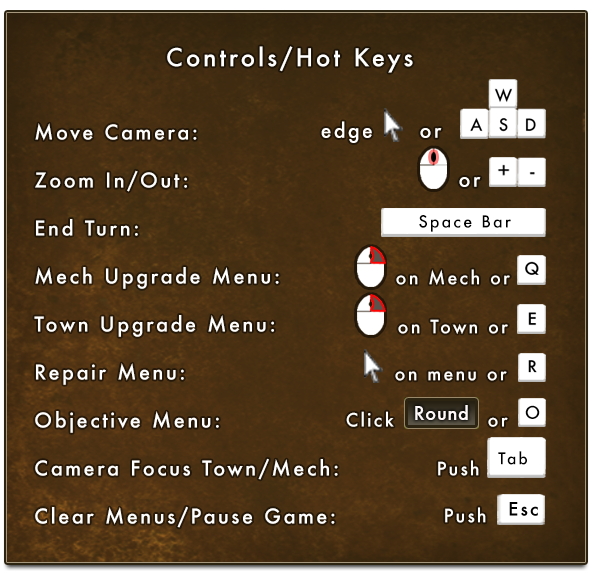 Controls/Hot Keys
W
Move Camera: edge or A S D
Zoom In/Out: or + -
End Turn: Space Bar
Mech Upgrade Menu: on Mech or Q
Town Upgrade Menu: on Town or E
Repair Menu: on menu or R
Objective Menu: Click Round or O
Camera Focus Town/Mech: Push Tab
Clear Menus/Pause Game: Push Esc